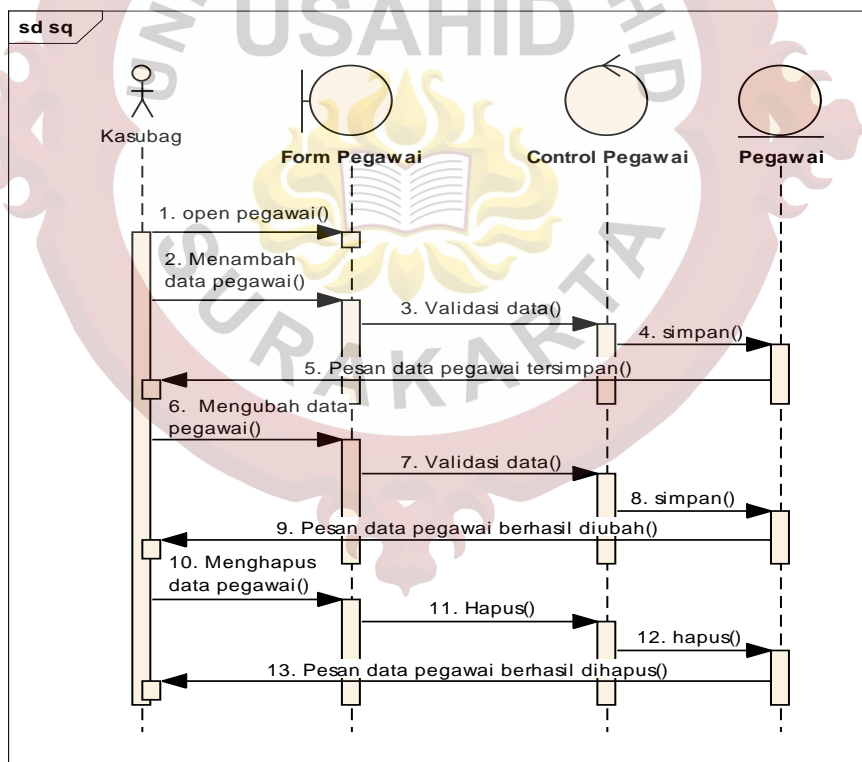 sd sq
USAHID
Kasubag
Form Pegawai
Control Pegawai
Pegawai
1. open pegawai()
2. Menambah
data pegawai()
3. Validasi data()
4. simpan()
5. Pesan data pegawai tersimpan()
6. Mengubah data
pegawai()
7. Validasi data()
8. simpan()
9. Pesan data pegawai berhasil diubah()
10. Menghapus
data pegawai()
11. Hapus()
12. hapus()
13. Pesan data pegawai berhasil dihapus()
SURAKARTA